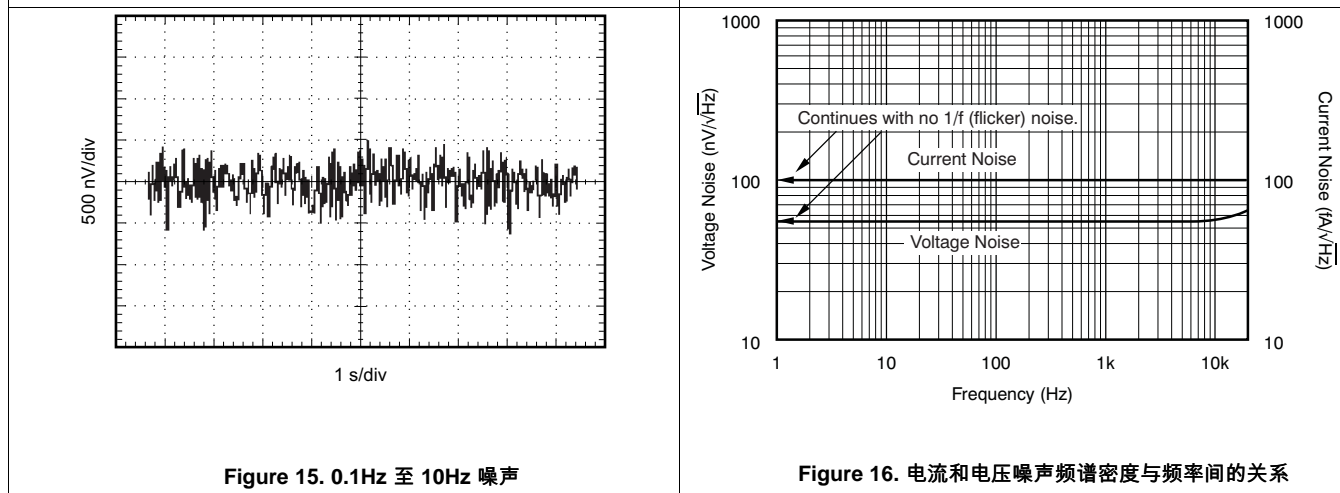 500 nV/div
1 s/div
Figure 15. 0.1Hz 至 10Hz 噪声
1000
100
10
Voltage Noise (nV/√Hz)
Continues with no 1/f (flicker) noise.
Current Noise
Voltage Noise
1000
100
10
Current Noise (fA/√Hz)
1
10
100
1k
10k
Frequency (Hz)
Figure 16. 电流和电压噪声频谱密度与频率间的关系